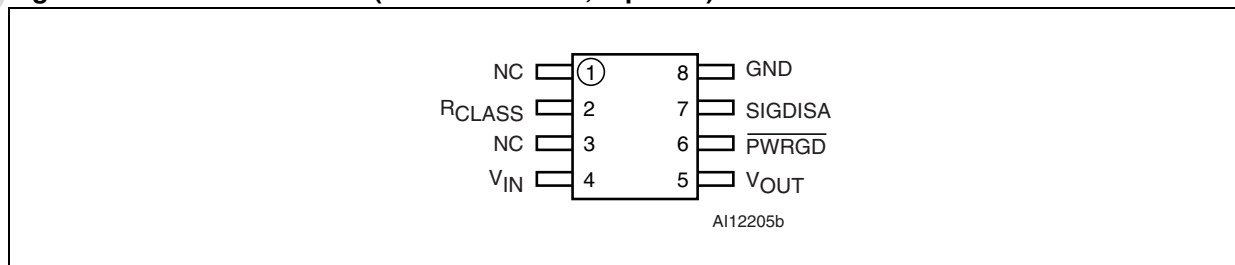 NC 1 8 GND
RCLASS 2 7 SIGDISA
NC 3 6 PWRGD
VIN 4 5 VOUT
AI12205b